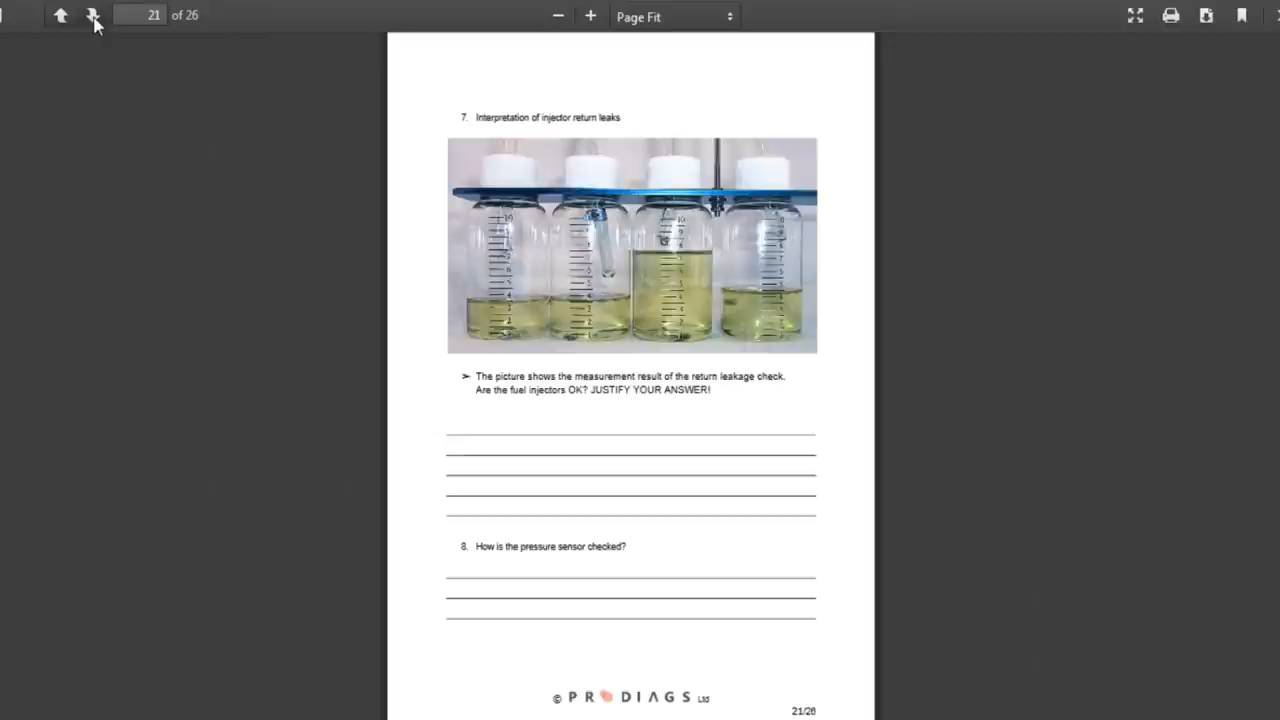 21 of 26
Page Fit
7. Interpretation of injector return leaks
➢ The picture shows the measurement result of the return leakage check.
Are the fuel injectors OK? JUSTIFY YOUR ANSWER!
8. How is the pressure sensor checked?
© PRODIAGS Ltd
21/26